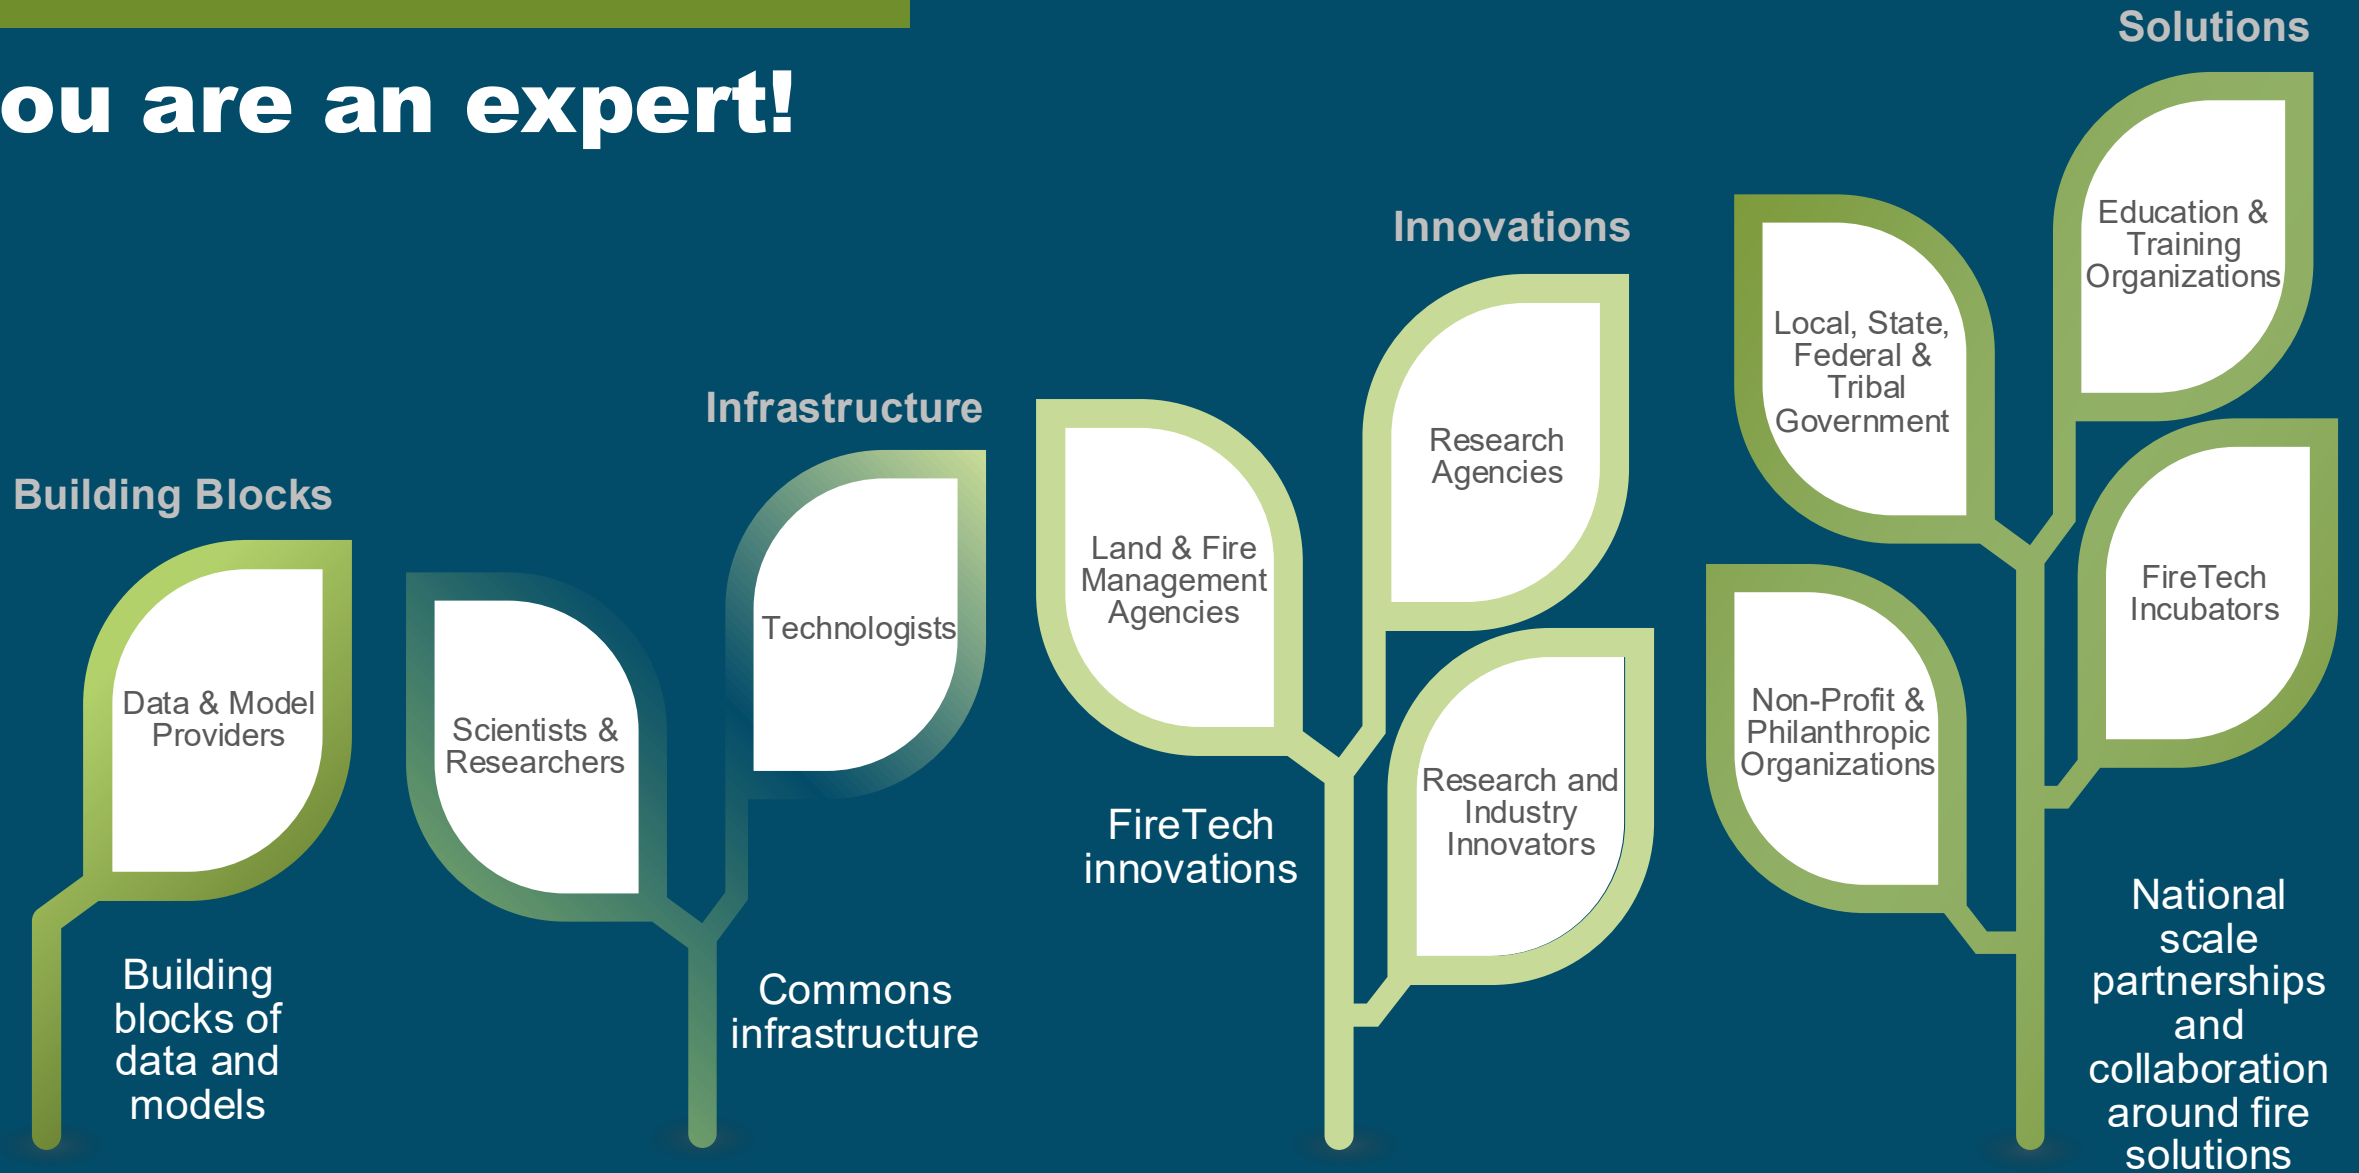 ou are an expert!
Building Blocks
Data & Model
Providers
Building
blocks of
data and
models
Infrastructure
Scientists &
Researchers
Technologists
Commons
infrastructure
Innovations
Land & Fire
Management
Agencies
Research
Agencies
Research and
Industry
Innovators
FireTech
innovations
Solutions
Local, State,
Federal &
Tribal
Government
Education &
Training
Organizations
Non-Profit &
Philanthropic
Organizations
FireTech
Incubators
National
scale
partnerships
and
collaboration
around fire
solutions